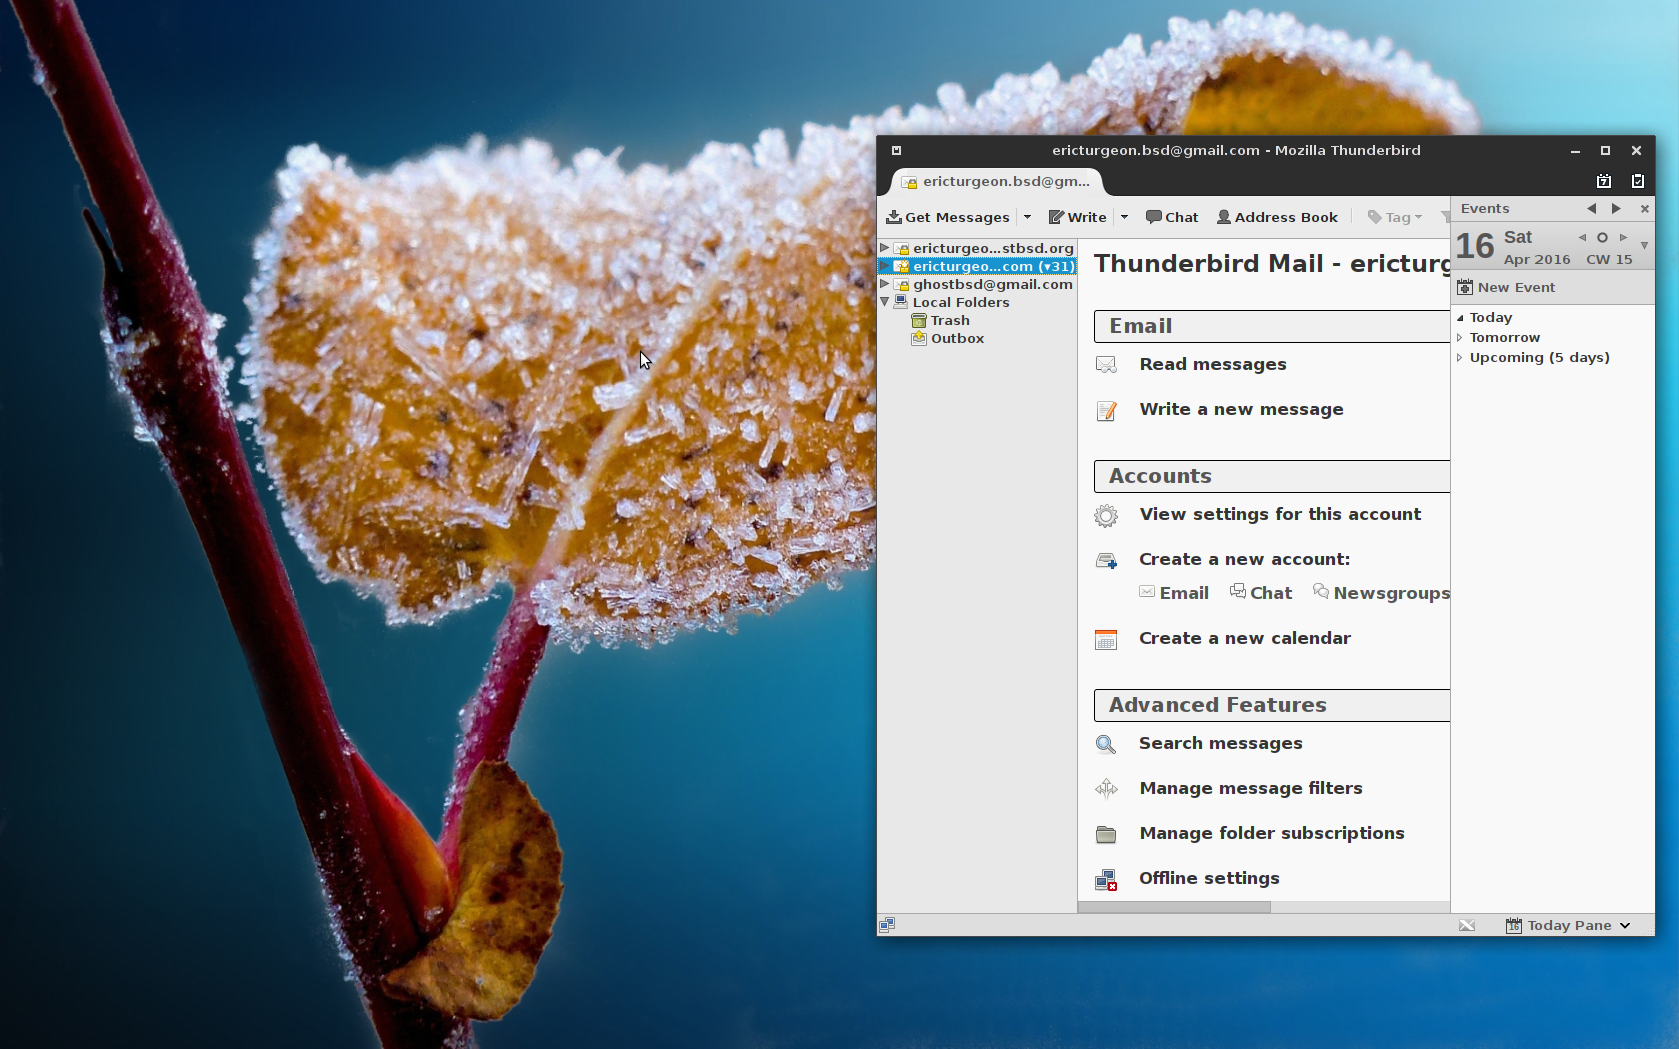 ericturgeon.bsd@gmail.com - Mozilla Thunderbird
ericturgeon.bsd@gm...
7
Get Messages Write Chat Address Book Tag
Events
ericturgeo...stbsd.org
ericturgeo...com (▾31)
ghostbsd@gmail.com
Local Folders
Trash
Outbox
Thunderbird Mail - ericturg
Email
Read messages
Write a new message
Accounts
View settings for this account
Create a new account:
Email Chat Newsgroups
Create a new calendar
Advanced Features
Search messages
Manage message filters
Manage folder subscriptions
Offline settings
16 Sat
Apr 2016 CW 15
New Event
Today
Tomorrow
Upcoming (5 days)
16 Today Pane